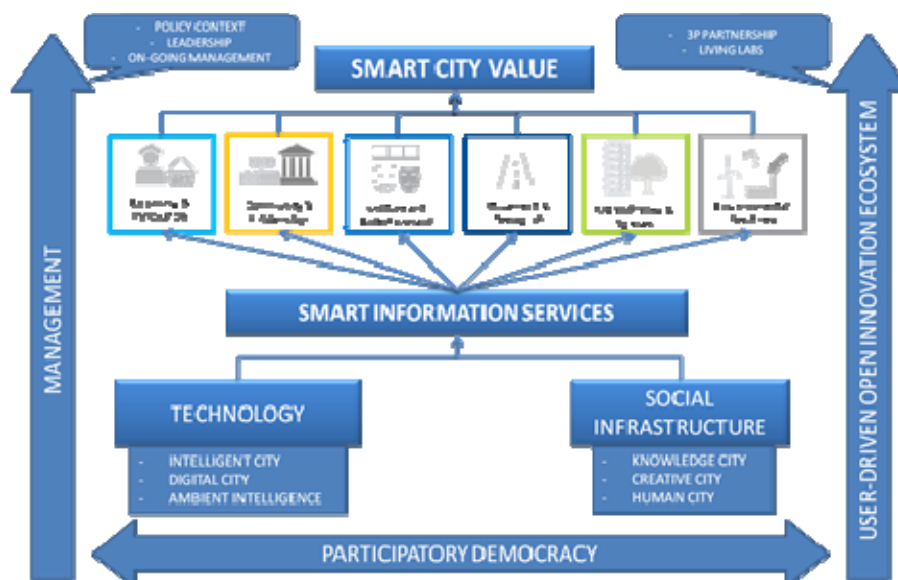 - POLICY CONTEXT
- LEADERSHIP
- ON-GOING MANAGEMENT
- 3P PARTNERSHIP
- LIVING LABS
SMART CITY VALUE
SMART INFORMATION SERVICES
TECHNOLOGY
- INTELLIGENT CITY
- DIGITAL CITY
- AMBIENT INTELLIGENCE
SOCIAL
INFRASTRUCTURE
- KNOWLEDGE CITY
- CREATIVE CITY
- HUMAN CITY
PARTICIPATORY DEMOCRACY
MANAGEMENT
USER-DRIVEN OPEN INNOVATION ECOSYSTEM